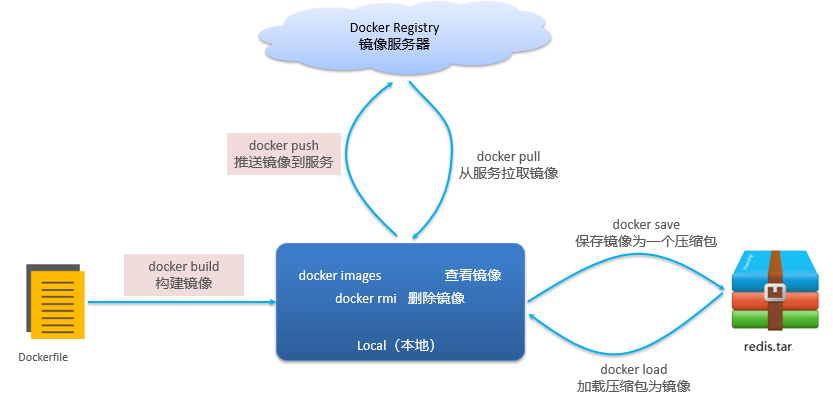 Docker Registry
镜像服务器
docker push
推送镜像到服务
docker pull
从服务拉取镜像
docker save
保存镜像为一个压缩包
docker build
构建镜像
docker images 查看镜像
docker rmi 删除镜像
Local（本地）
redis.tar
Dockerfile
docker load
加载压缩包为镜像